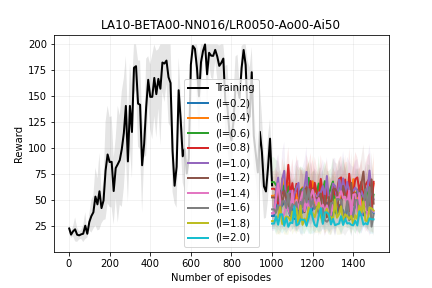 LA10-BETA00-NN016/LR0050-Ao00-Ai50
Reward
200
175
150
125
100
75
50
25
Training
(l=0.2)
(l=0.4)
(l=0.6)
(l=0.8)
(l=1.0)
(l=1.2)
(l=1.4)
(l=1.6)
(l=1.8)
(l=2.0)
0 200 400 600 800 1000 1200 1400
Number of episodes